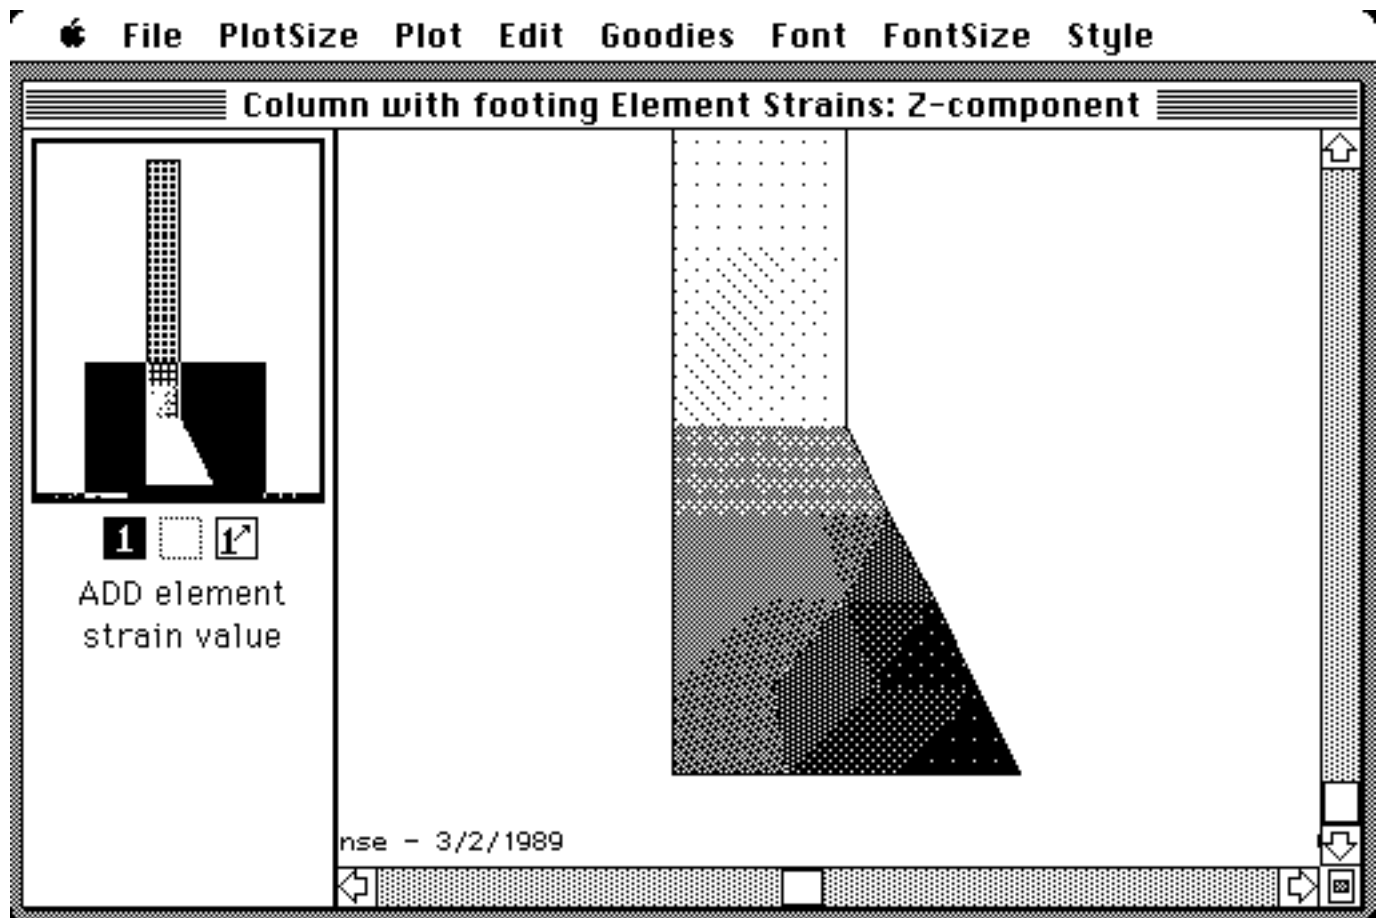 File PlotSize Plot Edit Goodies Font FontSize Style
Column with footing Element Strains: Z-component
1 1
ADD element
strain value
nse - 3/2/1989